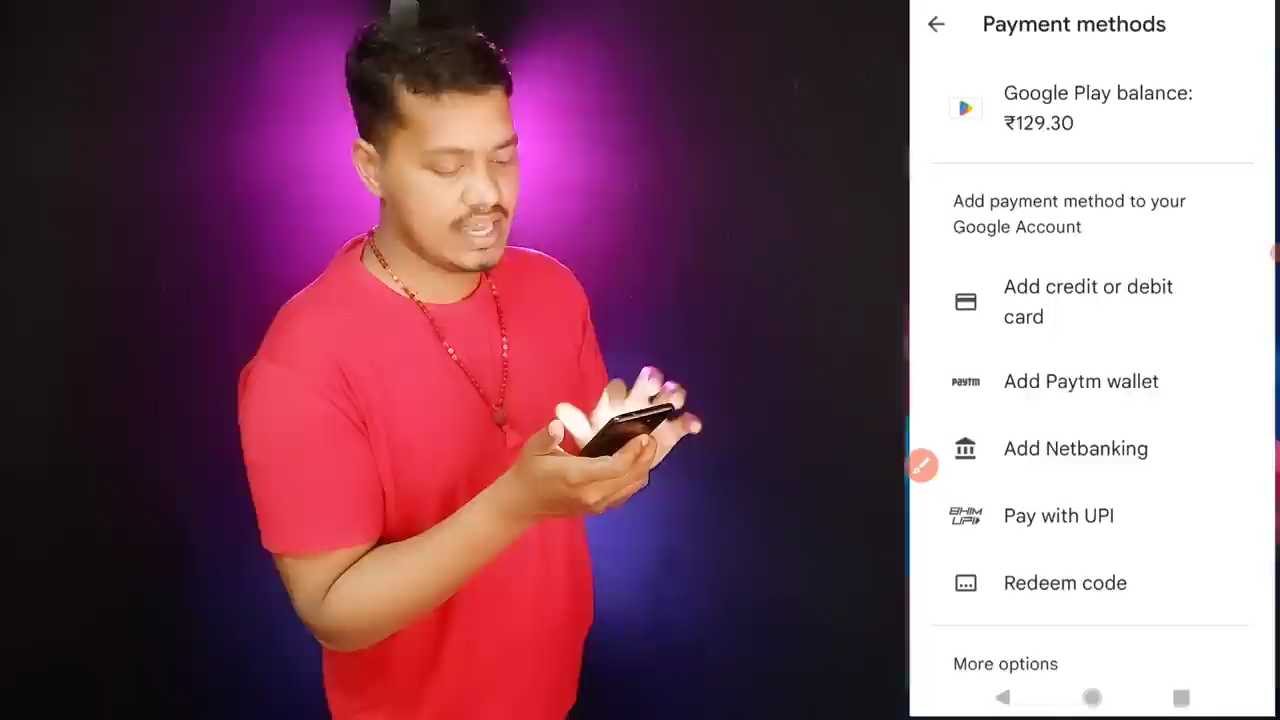 Payment methods
Google Play balance:
₹129.30
Add payment method to your
Google Account
Add credit or debit
card
paytm
Add Paytm wallet
Add Netbanking
BHIM
UPI
Pay with UPI
Redeem code
More options